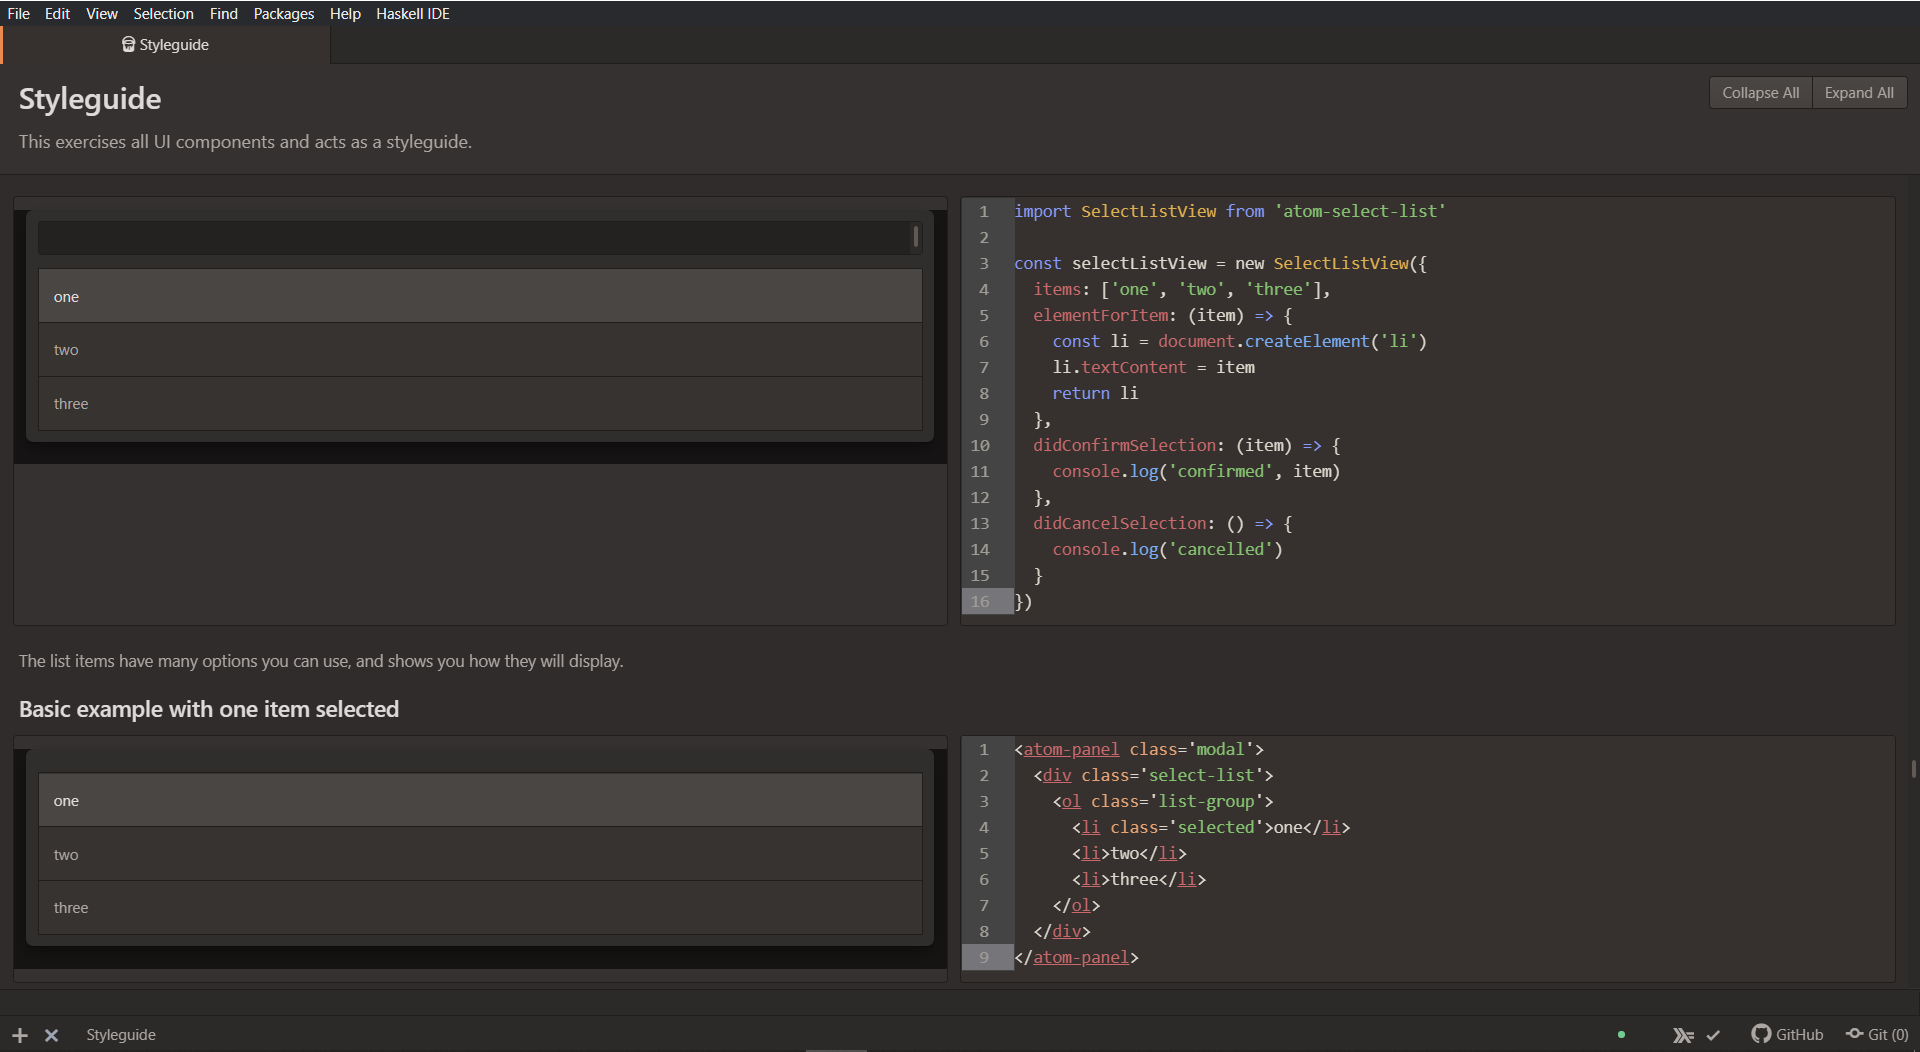 File Edit View Selection Find Packages Help Haskell IDE
Styleguide
Styleguide
Collapse All Expand All
This exercises all UI components and acts as a styleguide.
one
two
three
1 import SelectListView from 'atom-select-list'
2
3 const selectListView = new SelectListView({
4   items: ['one', 'two', 'three'],
5   elementForItem: (item) => {
6     const li = document.createElement('li')
7     li.textContent = item
8     return li
9   },
10   didConfirmSelection: (item) => {
11     console.log('confirmed', item)
12   },
13   didCancelSelection: () => {
14     console.log('cancelled')
15   }
16 })
The list items have many options you can use, and shows you how they will display.
Basic example with one item selected
one
two
three
1 <atom-panel class='modal'>
2   <div class='select-list'>
3     <ol class='list-group'>
4       <li class='selected'>one</li>
5       <li>two</li>
6       <li>three</li>
7     </ol>
8   </div>
9 </atom-panel>
Styleguide
GitHub Git (0)